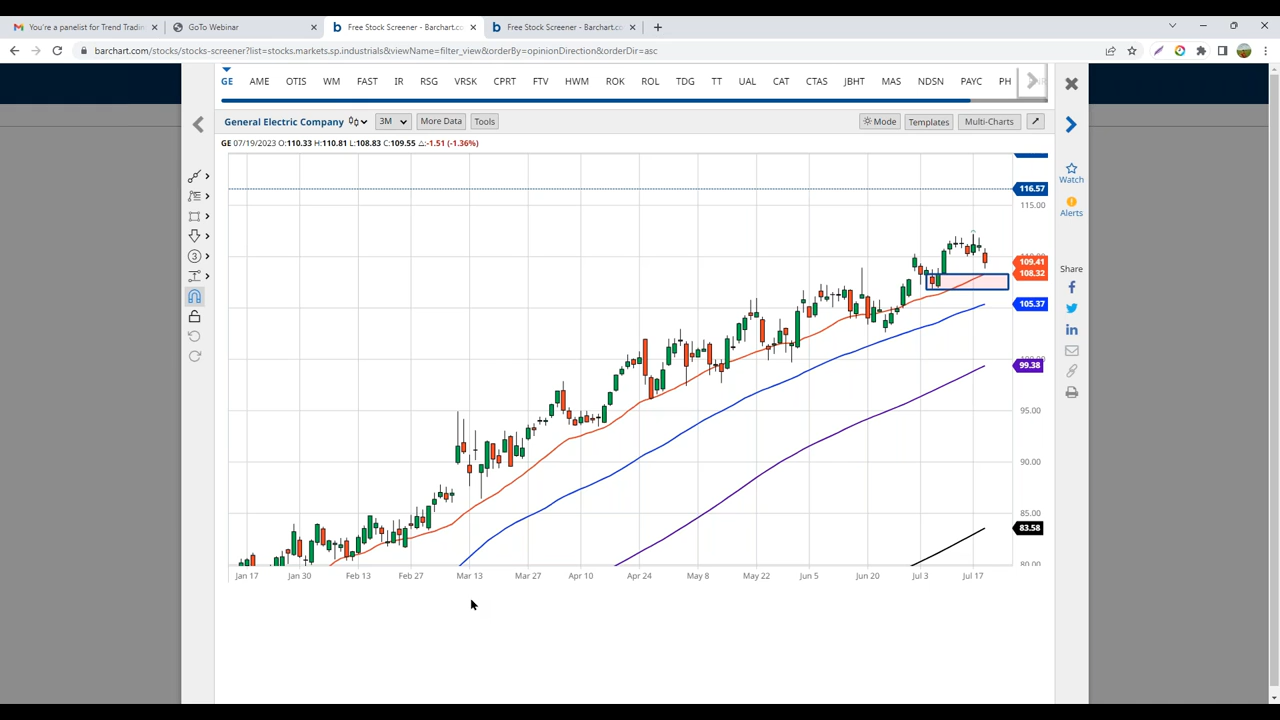 You're a panelist for Trend Tradin
GoTo Webinar
Free Stock Screener - Barchart.co
Free Stock Screener - Barchart.co
barchart.com/stocks/stocks-screener?list=stocks.markets.sp.industrials&viewName=filter_view&orderBy=opinionDirection&orderDir=asc
GE AME OTIS WM FAST IR RSG VRSK CPRT FTV HWM ROK ROL TDG TT UAL CAT CTAS JBHT MAS NDSN PAYC PH
General Electric Company 3M More Data Tools Mode Templates Multi-Charts
GE 07/19/2023 O:110.33 H:110.81 L:108.83 C:109.55 △:-1.51 (-1.36%)
116.57
115.00
109.41
108.32
105.37
99.38
95.00
90.00
85.00
83.58
80.00
Jan 17 Jan 30 Feb 13 Feb 27 Mar 13 Mar 27 Apr 10 Apr 24 May 8 May 22 Jun 5 Jun 20 Jul 3 Jul 17
3
Watch
Alerts
Share